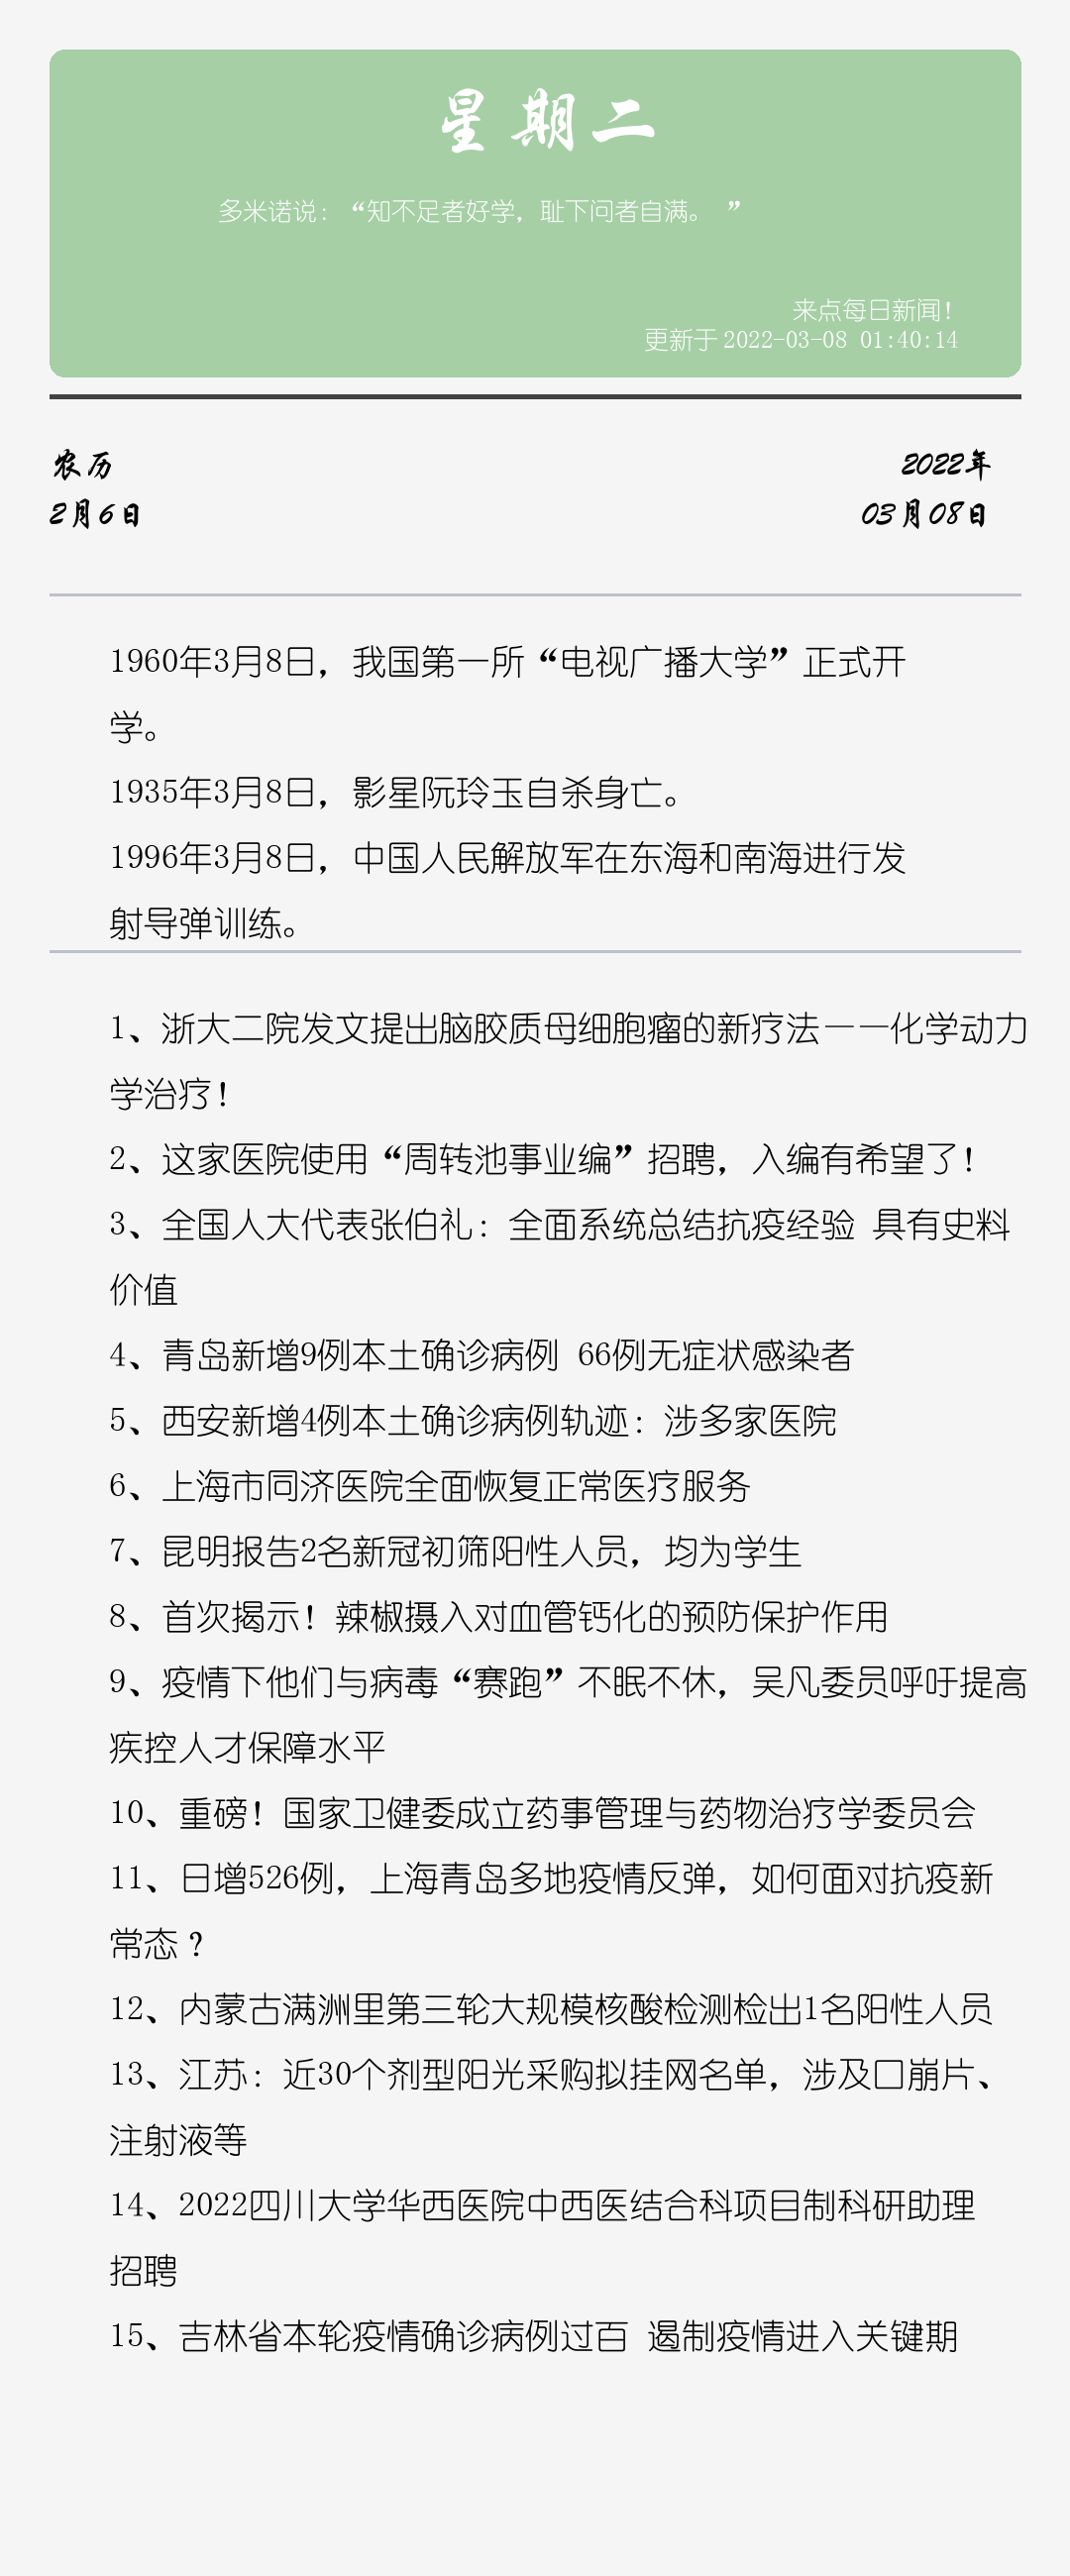 星期二
多米诺说：“知不足者好学，耻下问者自满。 ”
来点每日新闻！
更新于 2022-03-08 01:40:14
农历
2022年
2月6日
03月08日
1960年3月8日，我国第一所“电视广播大学”正式开
学。
1935年3月8日，影星阮玲玉自杀身亡。
1996年3月8日，中国人民解放军在东海和南海进行发
射导弹训练。
1、浙大二院发文提出脑胶质母细胞瘤的新疗法——化学动力
学治疗！
2、这家医院使用“周转池事业编”招聘，入编有希望了！
3、全国人大代表张伯礼：全面系统总结抗疫经验 具有史料
价值
4、青岛新增9例本土确诊病例 66例无症状感染者
5、西安新增4例本土确诊病例轨迹：涉多家医院
6、上海市同济医院全面恢复正常医疗服务
7、昆明报告2名新冠初筛阳性人员，均为学生
8、首次揭示！辣椒摄入对血管钙化的预防保护作用
9、疫情下他们与病毒“赛跑”不眠不休，吴凡委员呼吁提高
疾控人才保障水平
10、重磅！国家卫健委成立药事管理与药物治疗学委员会
11、日增526例，上海青岛多地疫情反弹，如何面对抗疫新
常态？
12、内蒙古满洲里第三轮大规模核酸检测检出1名阳性人员
13、江苏：近30个剂型阳光采购拟挂网名单，涉及口崩片、
注射液等
14、2022四川大学华西医院中西医结合科项目制科研助理
招聘
15、吉林省本轮疫情确诊病例过百 遏制疫情进入关键期